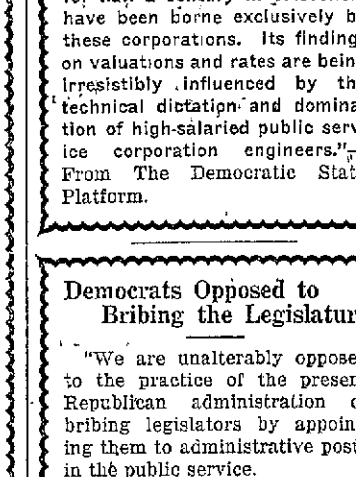 have been borne exclusively b
these corporations. Its finding
on valuations and rates are bein
irresistibly influenced by th
technical dictation and domina
tion of high-salaried public serv
ice corporation engineers."—
From The Democratic Stat
Platform.
Democrats Opposed to
Bribing the Legislatur
"We are unalterably oppose
to the practice of the presen
Republican administration o
bribing legislators by appoin
ing them to administrative post
in the public service.